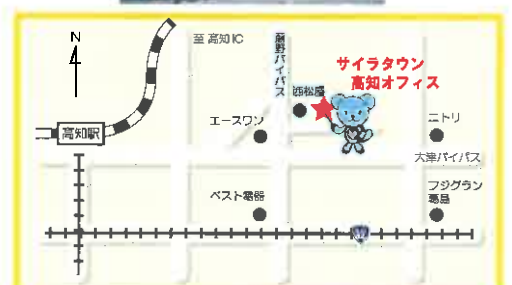 N
至 高知IC
薊野バイパス
サイラタウン
高知オフィス
西松屋
エースワン
ニトリ
高知駅
大津バイパス
ベスト電器
フジグラン
葛島